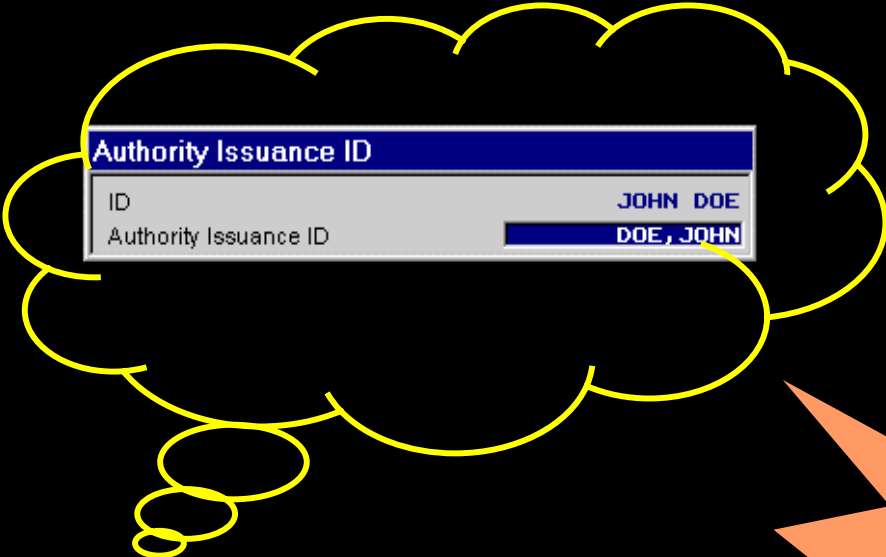 Authority Issuance ID
ID JOHN DOE
Authority Issuance ID DOE,JOHN